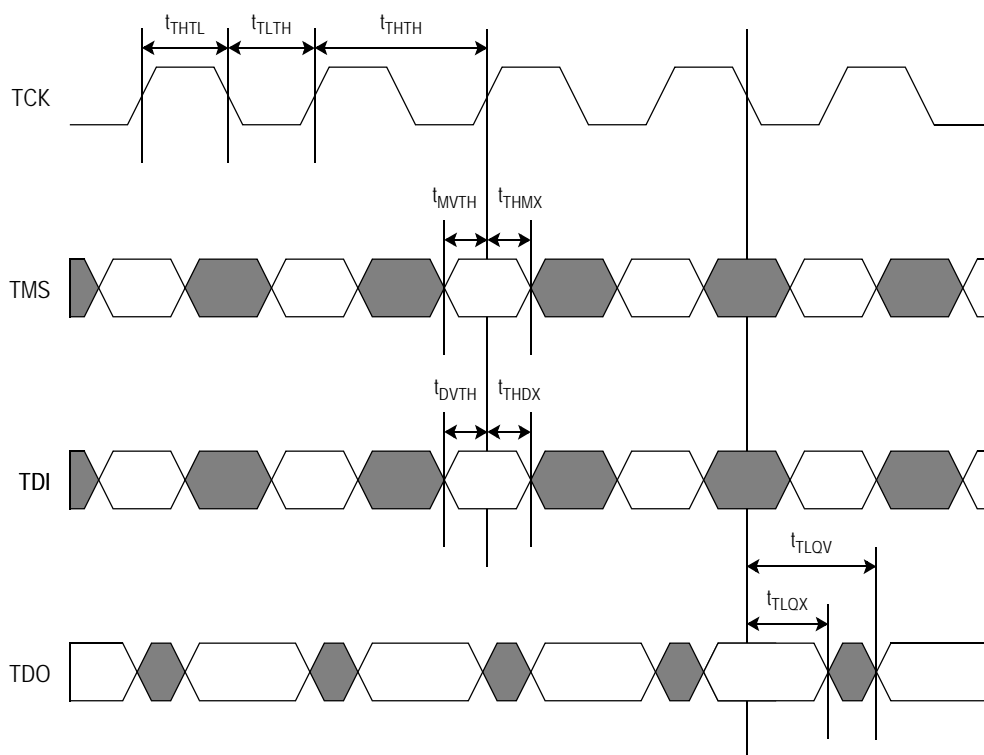 tTHTL tTLTH tTHTH
TCK
tMVTH tTHMX
TMS
tDVTH tTHDX
TDI
tTLQV
tTLQX
TDO